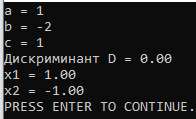 a = 1
b = -2
c = 1
Дискриминант D = 0.00
x1 = 1.00
x2 = -1.00
PRESS ENTER TO CONTINUE.